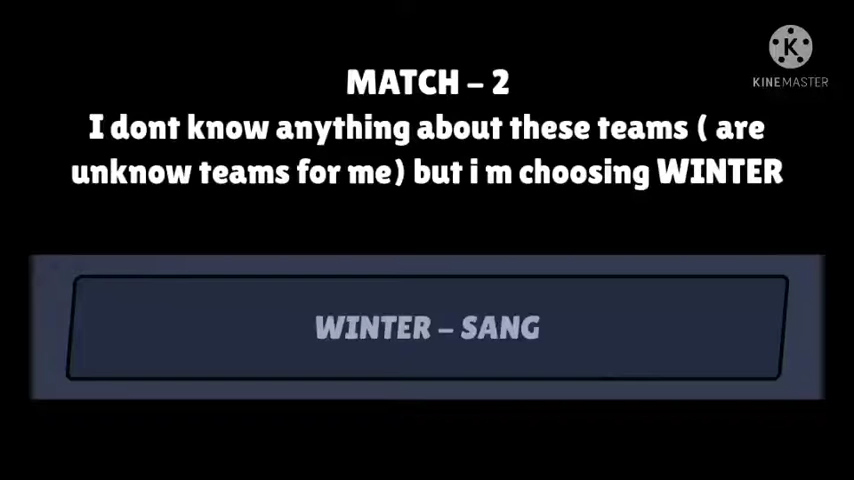 KINEMASTER
MATCH – 2
I dont know anything about these teams ( are
unknow teams for me) but i m choosing WINTER
WINTER – SANG